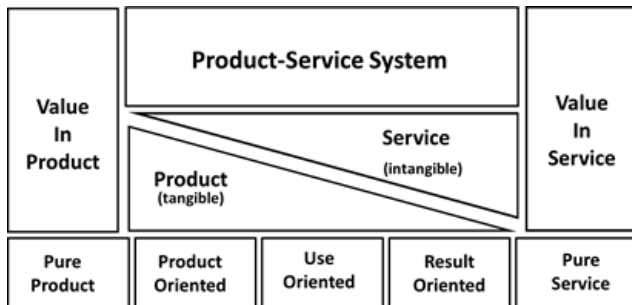 Product-Service System
Value
In
Product
Service
(intangible)
Product
(tangible)
Value
In
Service
Pure
Product
Product
Oriented
Use
Oriented
Result
Oriented
Pure
Service